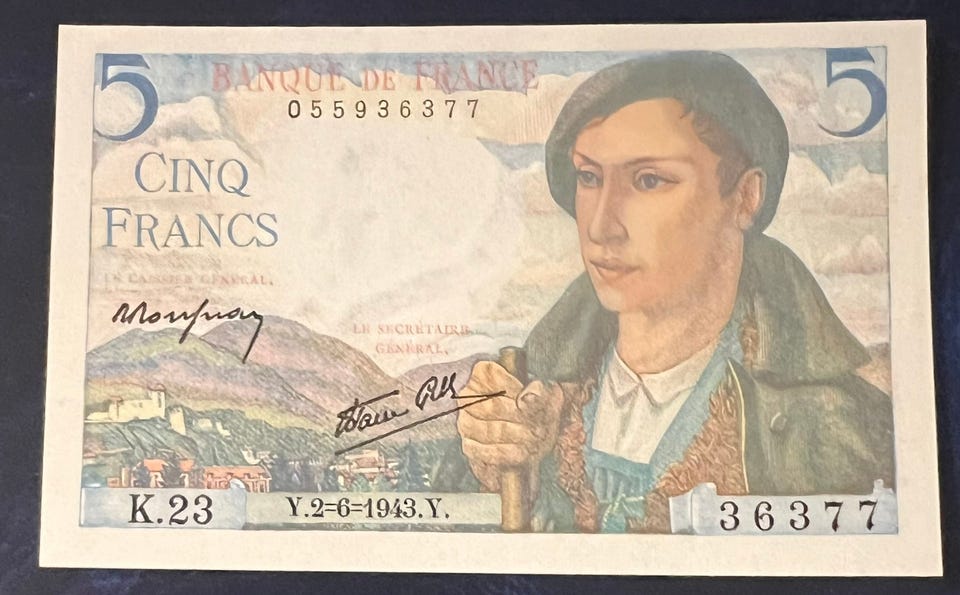 5 5
BANQUE DE FRANCE
055936377
CINQ
FRANCS
LE CAISSIER GÉNÉRAL,
LE SECRÉTAIRE
GÉNÉRAL,
K.23
Y.2=6=1943.Y.
36377